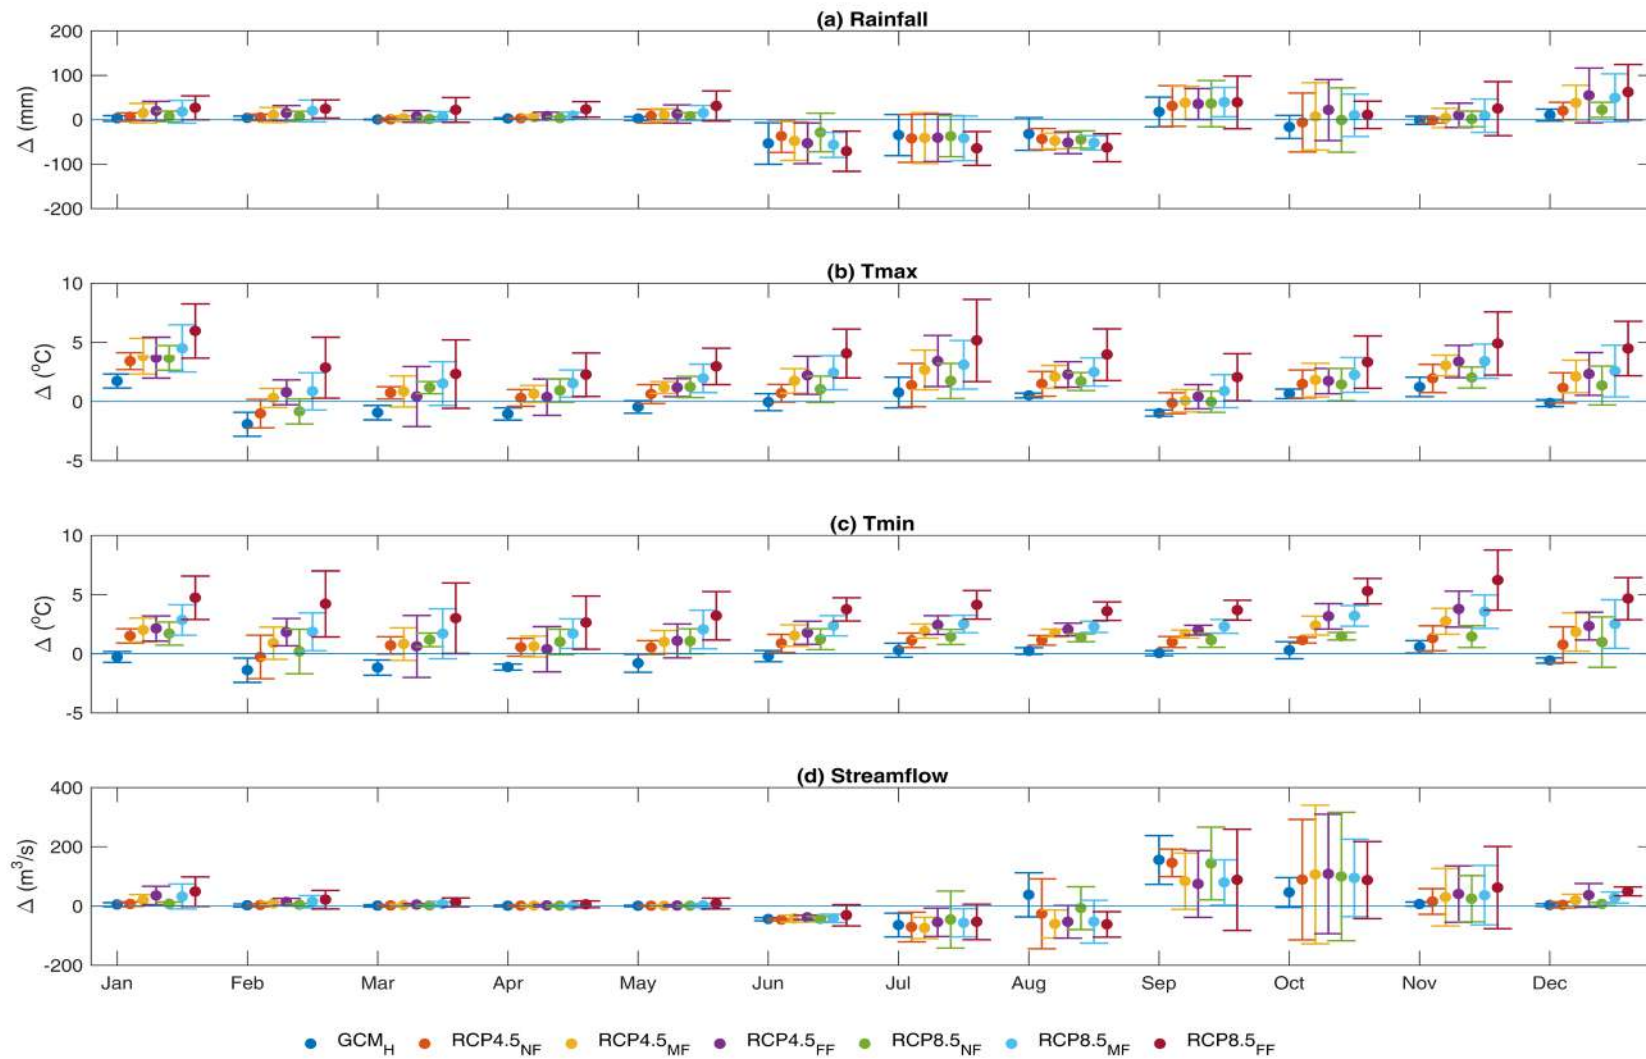 (a) Rainfall
200
100
0
-100
-200
Δ (mm)
(b) Tmax
10
5
0
-5
Δ (°C)
(c) Tmin
10
5
0
-5
Δ (°C)
(d) Streamflow
400
200
0
-200
Δ (m³/s)
Jan Feb Mar Apr May Jun Jul Aug Sep Oct Nov Dec
GCM_H RCP4.5_NF RCP4.5_MF RCP4.5_FF RCP8.5_NF RCP8.5_MF RCP8.5_FF